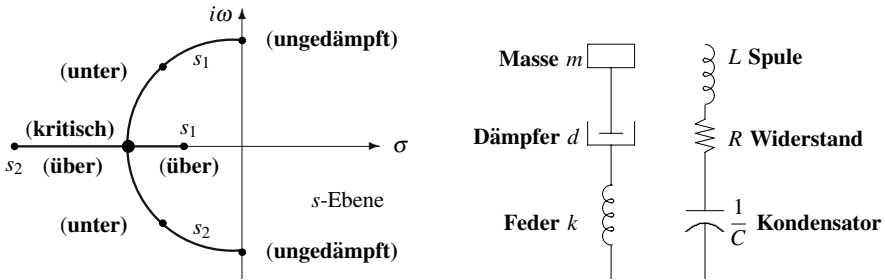 iω
(ungedämpft)
s₁
(unter)
(kritisch)
s₁
σ
s₂
(über)
(über)
s-Ebene
(unter)
s₂
(ungedämpft)
Masse m
Dämpfer d
Feder k
L Spule
R Widerstand
1/C Kondensator